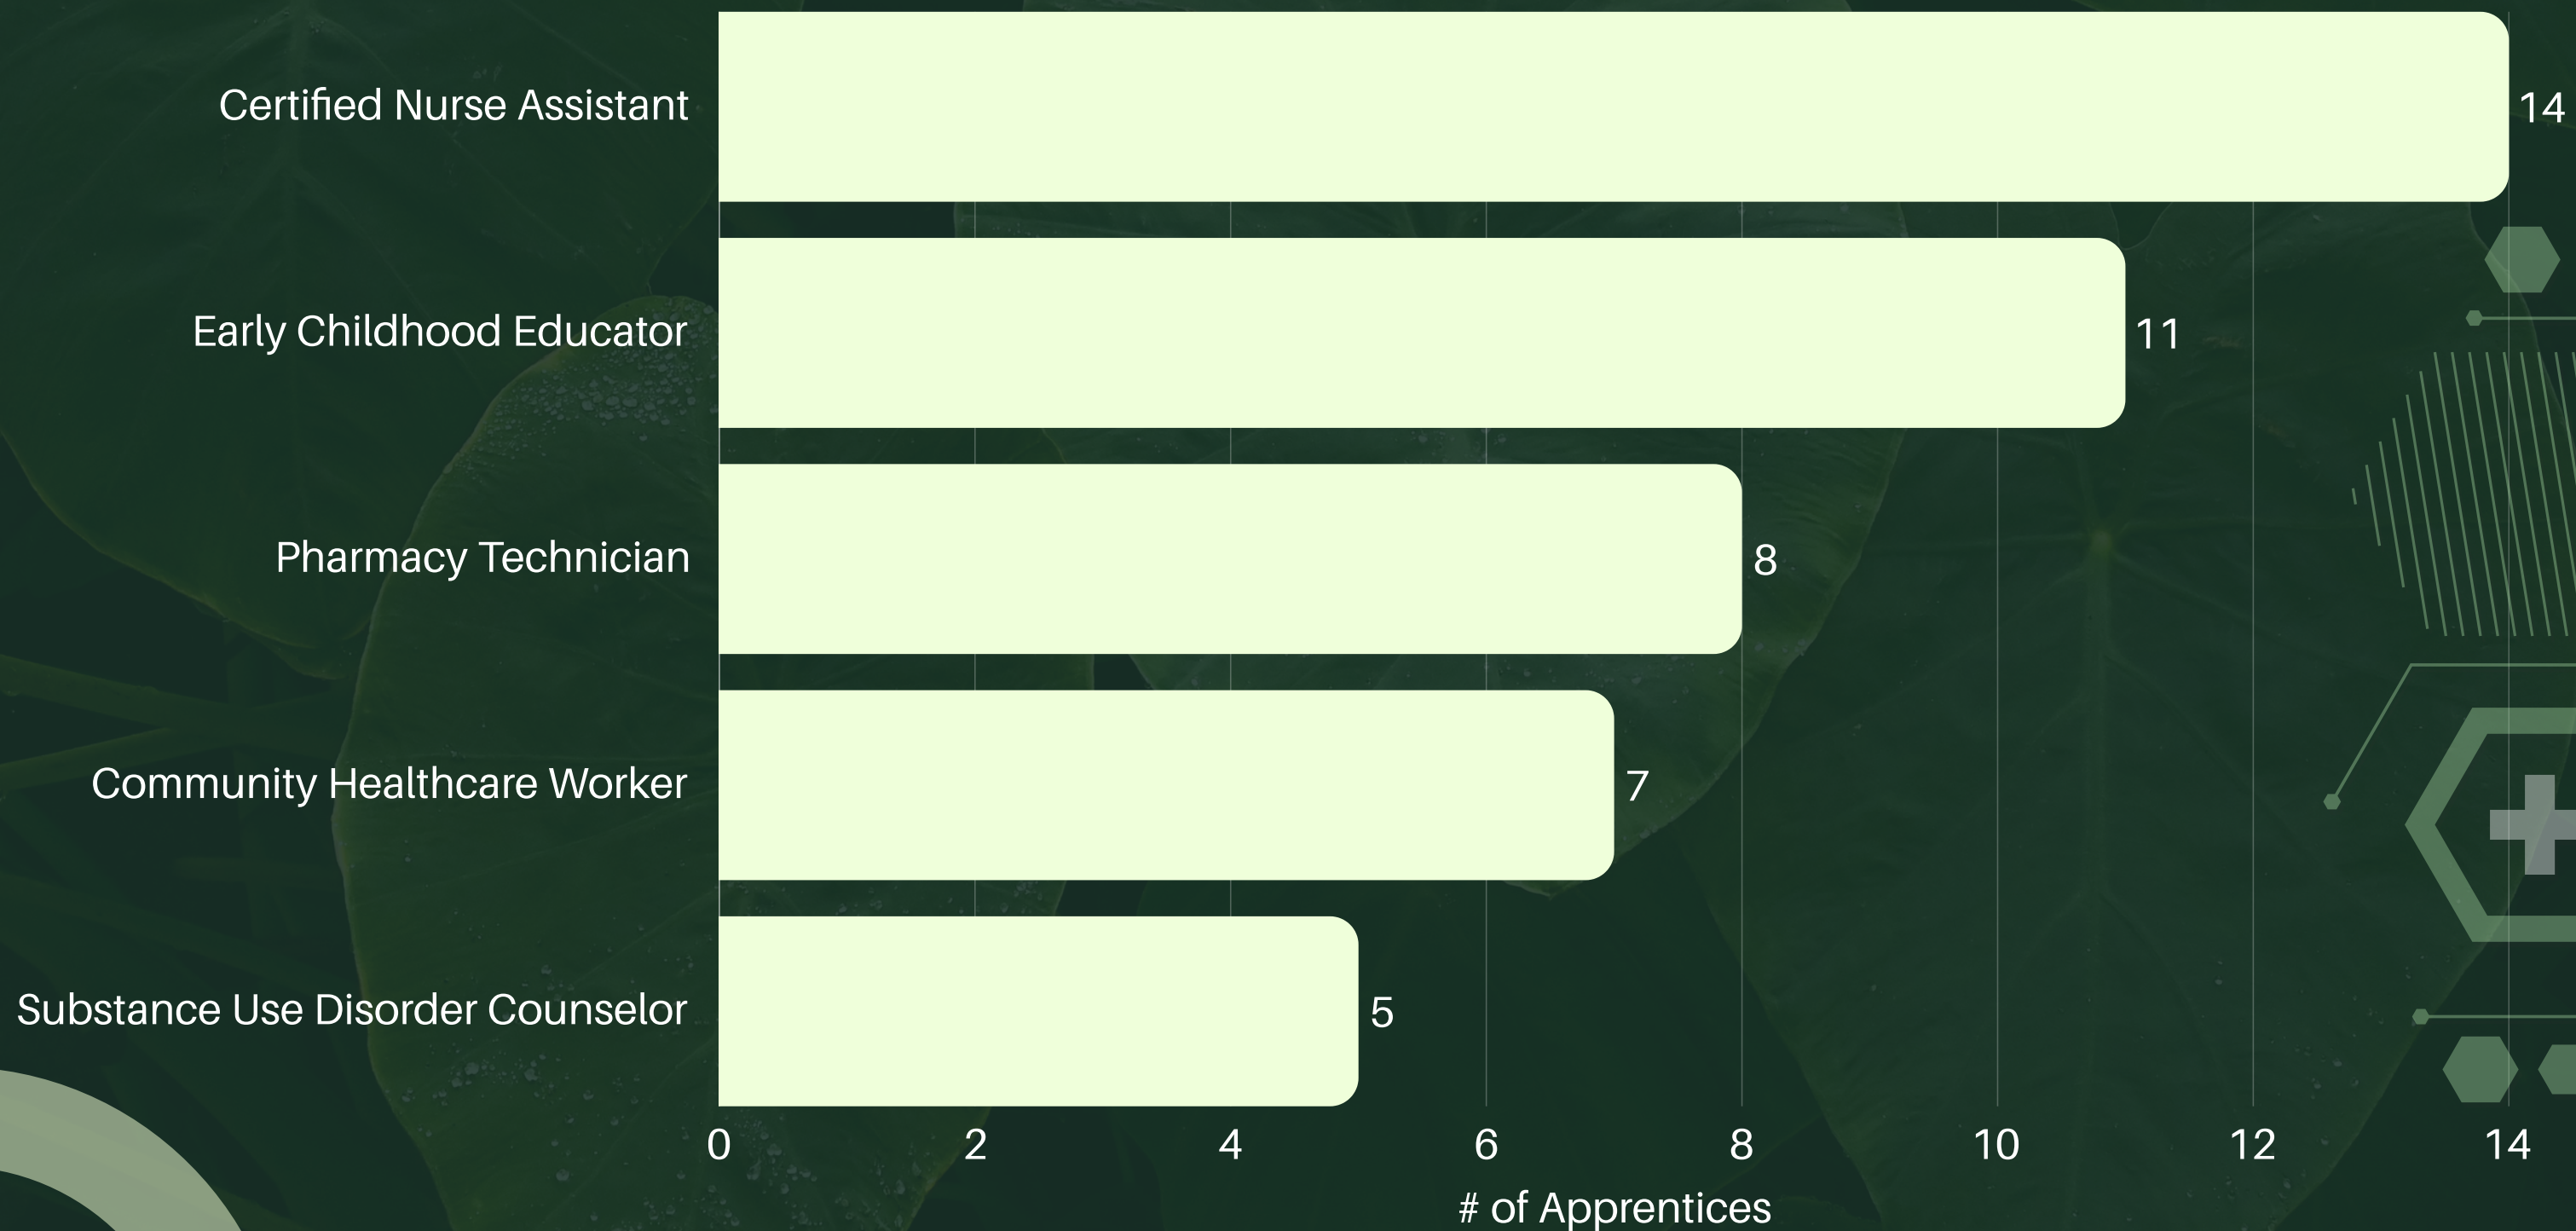 Certified Nurse Assistant
14
Early Childhood Educator
11
Pharmacy Technician
8
Community Healthcare Worker
7
Substance Use Disorder Counselor
5
0 2 4 6 8 10 12 14
# of Apprentices